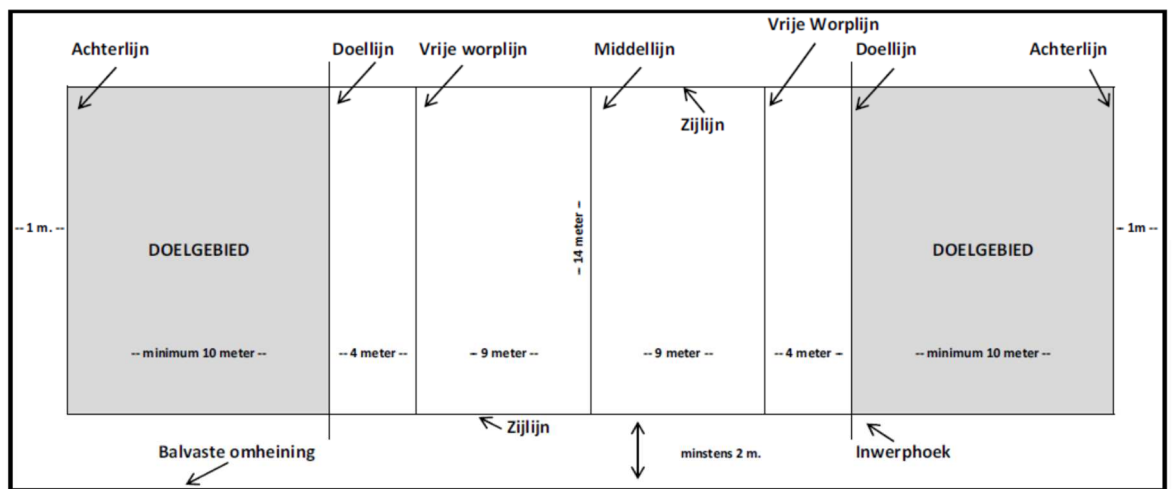 Vrije Worplijn
Achterlijn
Doellijn
Vrije worplijn
Middellijn
Doellijn
Achterlijn
Zijlijn
-- 1 m. --
DOELGEBIED
-- 14 meter --
DOELGEBIED
-- 1m --
-- minimum 10 meter --
-- 4 meter --
-- 9 meter --
-- 9 meter --
-- 4 meter --
-- minimum 10 meter --
Zijlijn
Balvaste omheining
minstens 2 m.
Inwerphoek